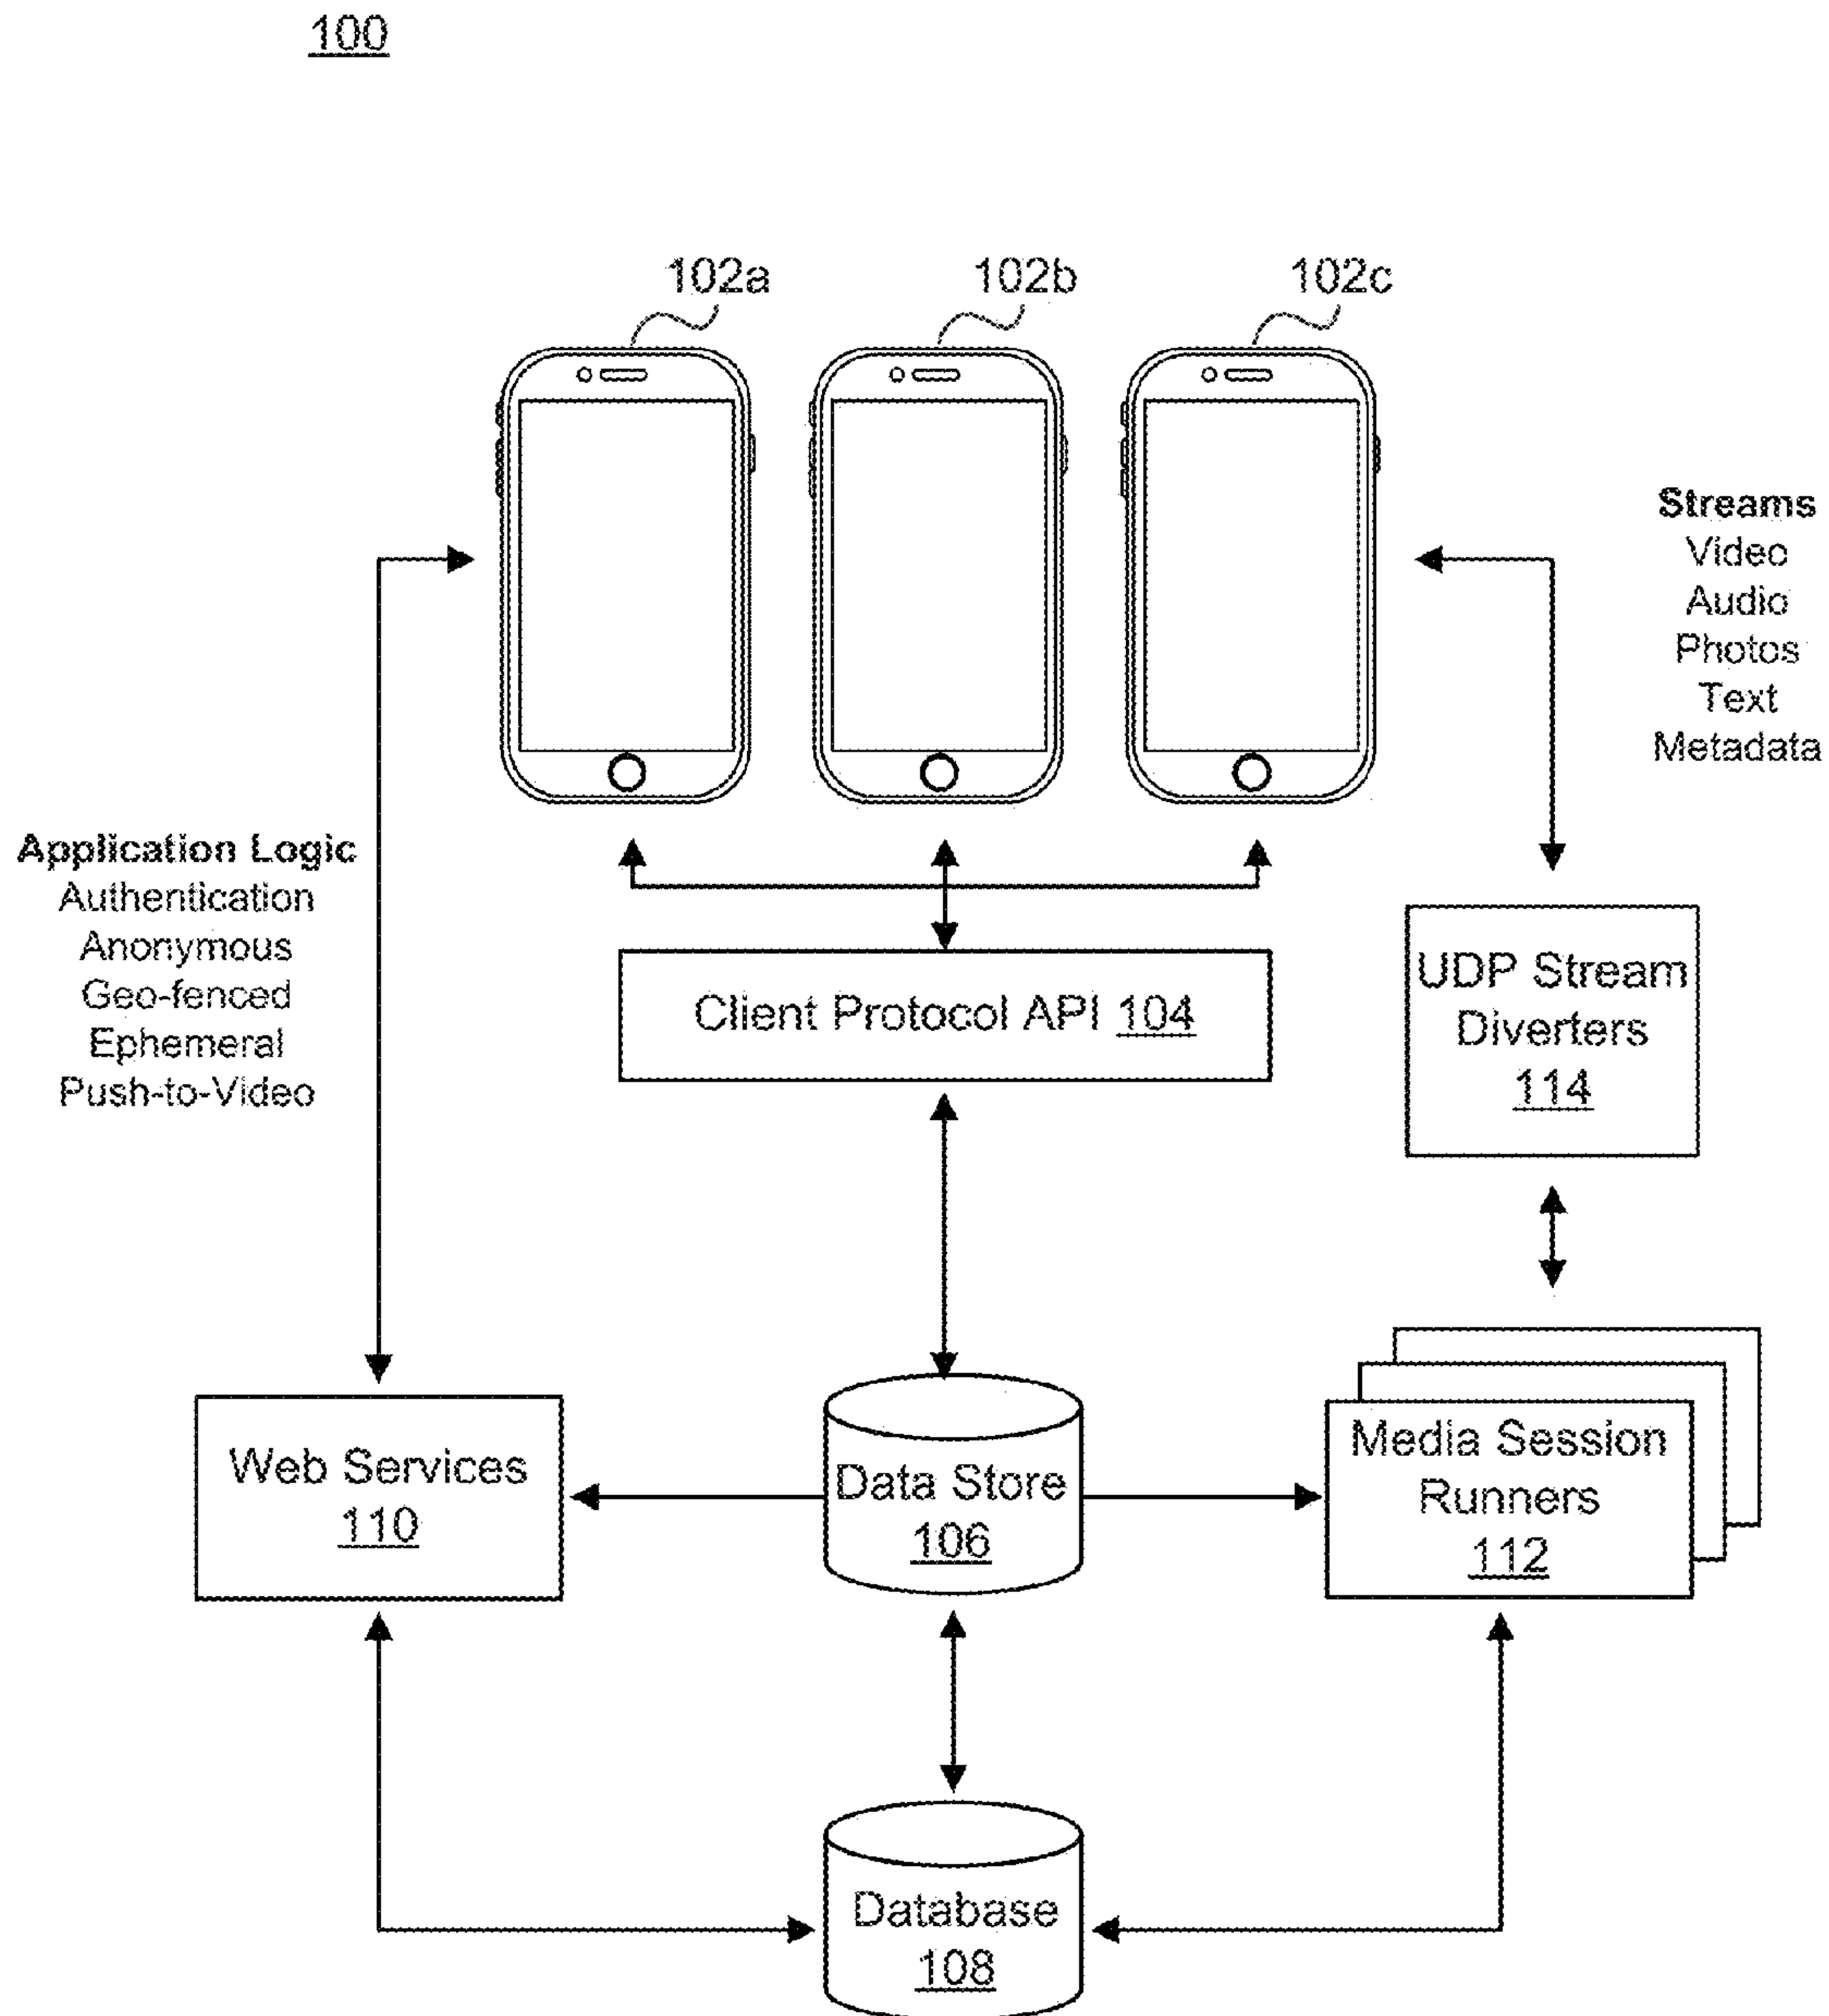 100
102a
102b
102c
Streams
Video
Audio
Photos
Text
Metadata
Application Logic
Authentication
Anonymous
Geo-fenced
Ephemeral
Push-to-Video
Client Protocol API 104
UDP Stream
Diverters
114
Web Services
110
Data Store
106
Media Session
Runners
112
Database
108